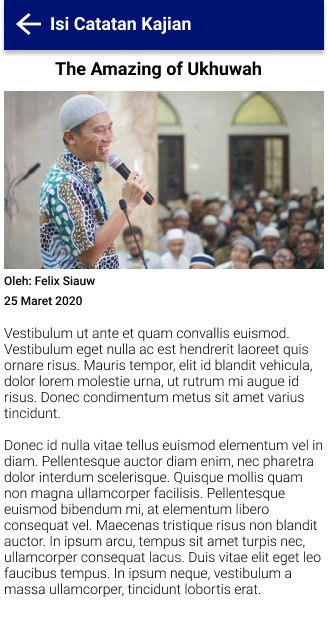 Isi Catatan Kajian
The Amazing of Ukhuwah
Oleh: Felix Siauw
25 Maret 2020
Vestibulum ut ante et quam convallis euismod.
Vestibulum eget nulla ac est hendrerit laoreet quis
ornare risus. Mauris tempor, elit id blandit vehicula,
dolor lorem molestie urna, ut rutrum mi augue id
risus. Donec condimentum metus sit amet varius
tincidunt.
Donec id nulla vitae tellus euismod elementum vel in
diam. Pellentesque auctor diam enim, nec pharetra
dolor interdum scelerisque. Quisque mollis quam
non magna ullamcorper facilisis. Pellentesque
euismod bibendum mi, at elementum libero
consequat vel. Maecenas tristique risus non blandit
auctor. In ipsum arcu, tempus sit amet turpis nec,
ullamcorper consequat lacus. Duis vitae elit eget leo
faucibus tempus. In ipsum neque, vestibulum a
massa ullamcorper, tincidunt lobortis erat.